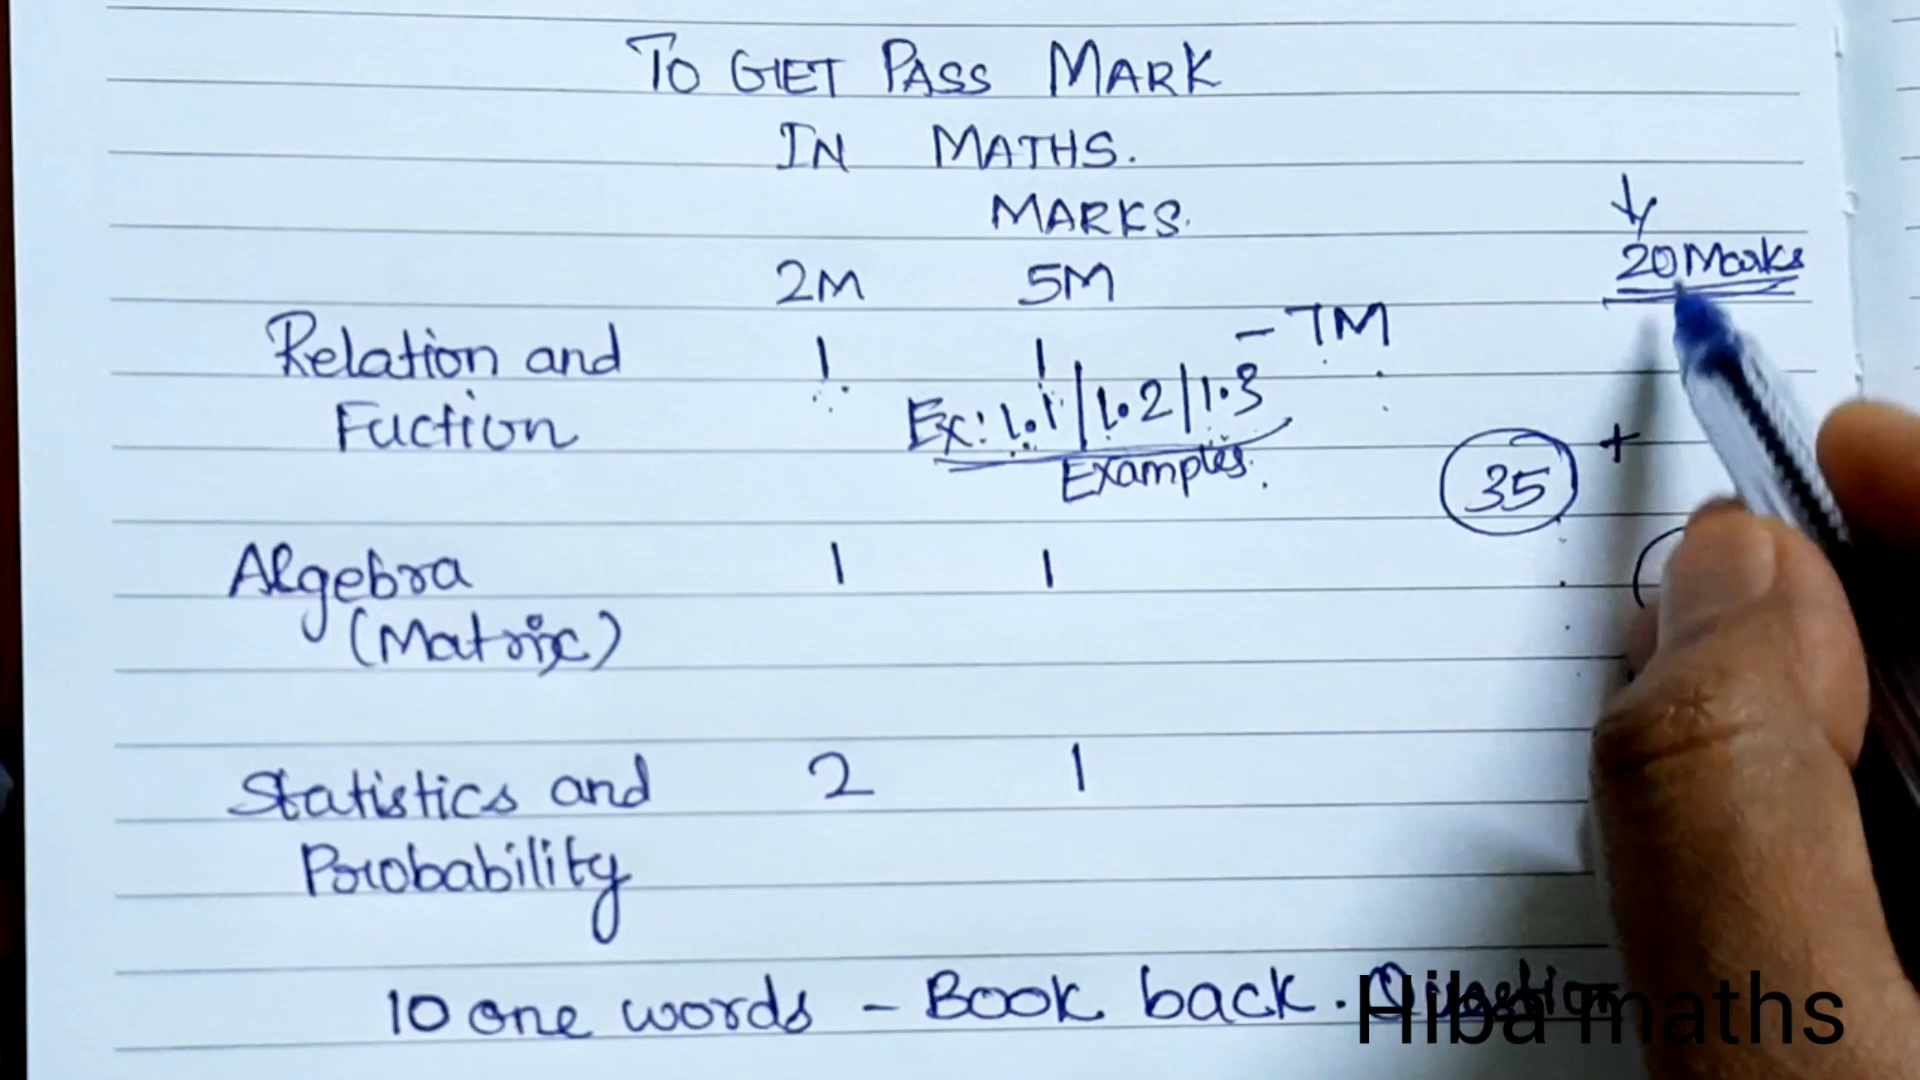 TO GET PASS MARK
IN MATHS.
MARKS.
20 Marks
2M 5M
Relation and 1 1 - 7M
Fuction Ex: 1.1 | 1.2 | 1.3
Examples.
35 +
Algebra 1 1
(Matrix)
Statistics and 2 1
Probability
10 one words - Book back. Question
Hiba maths